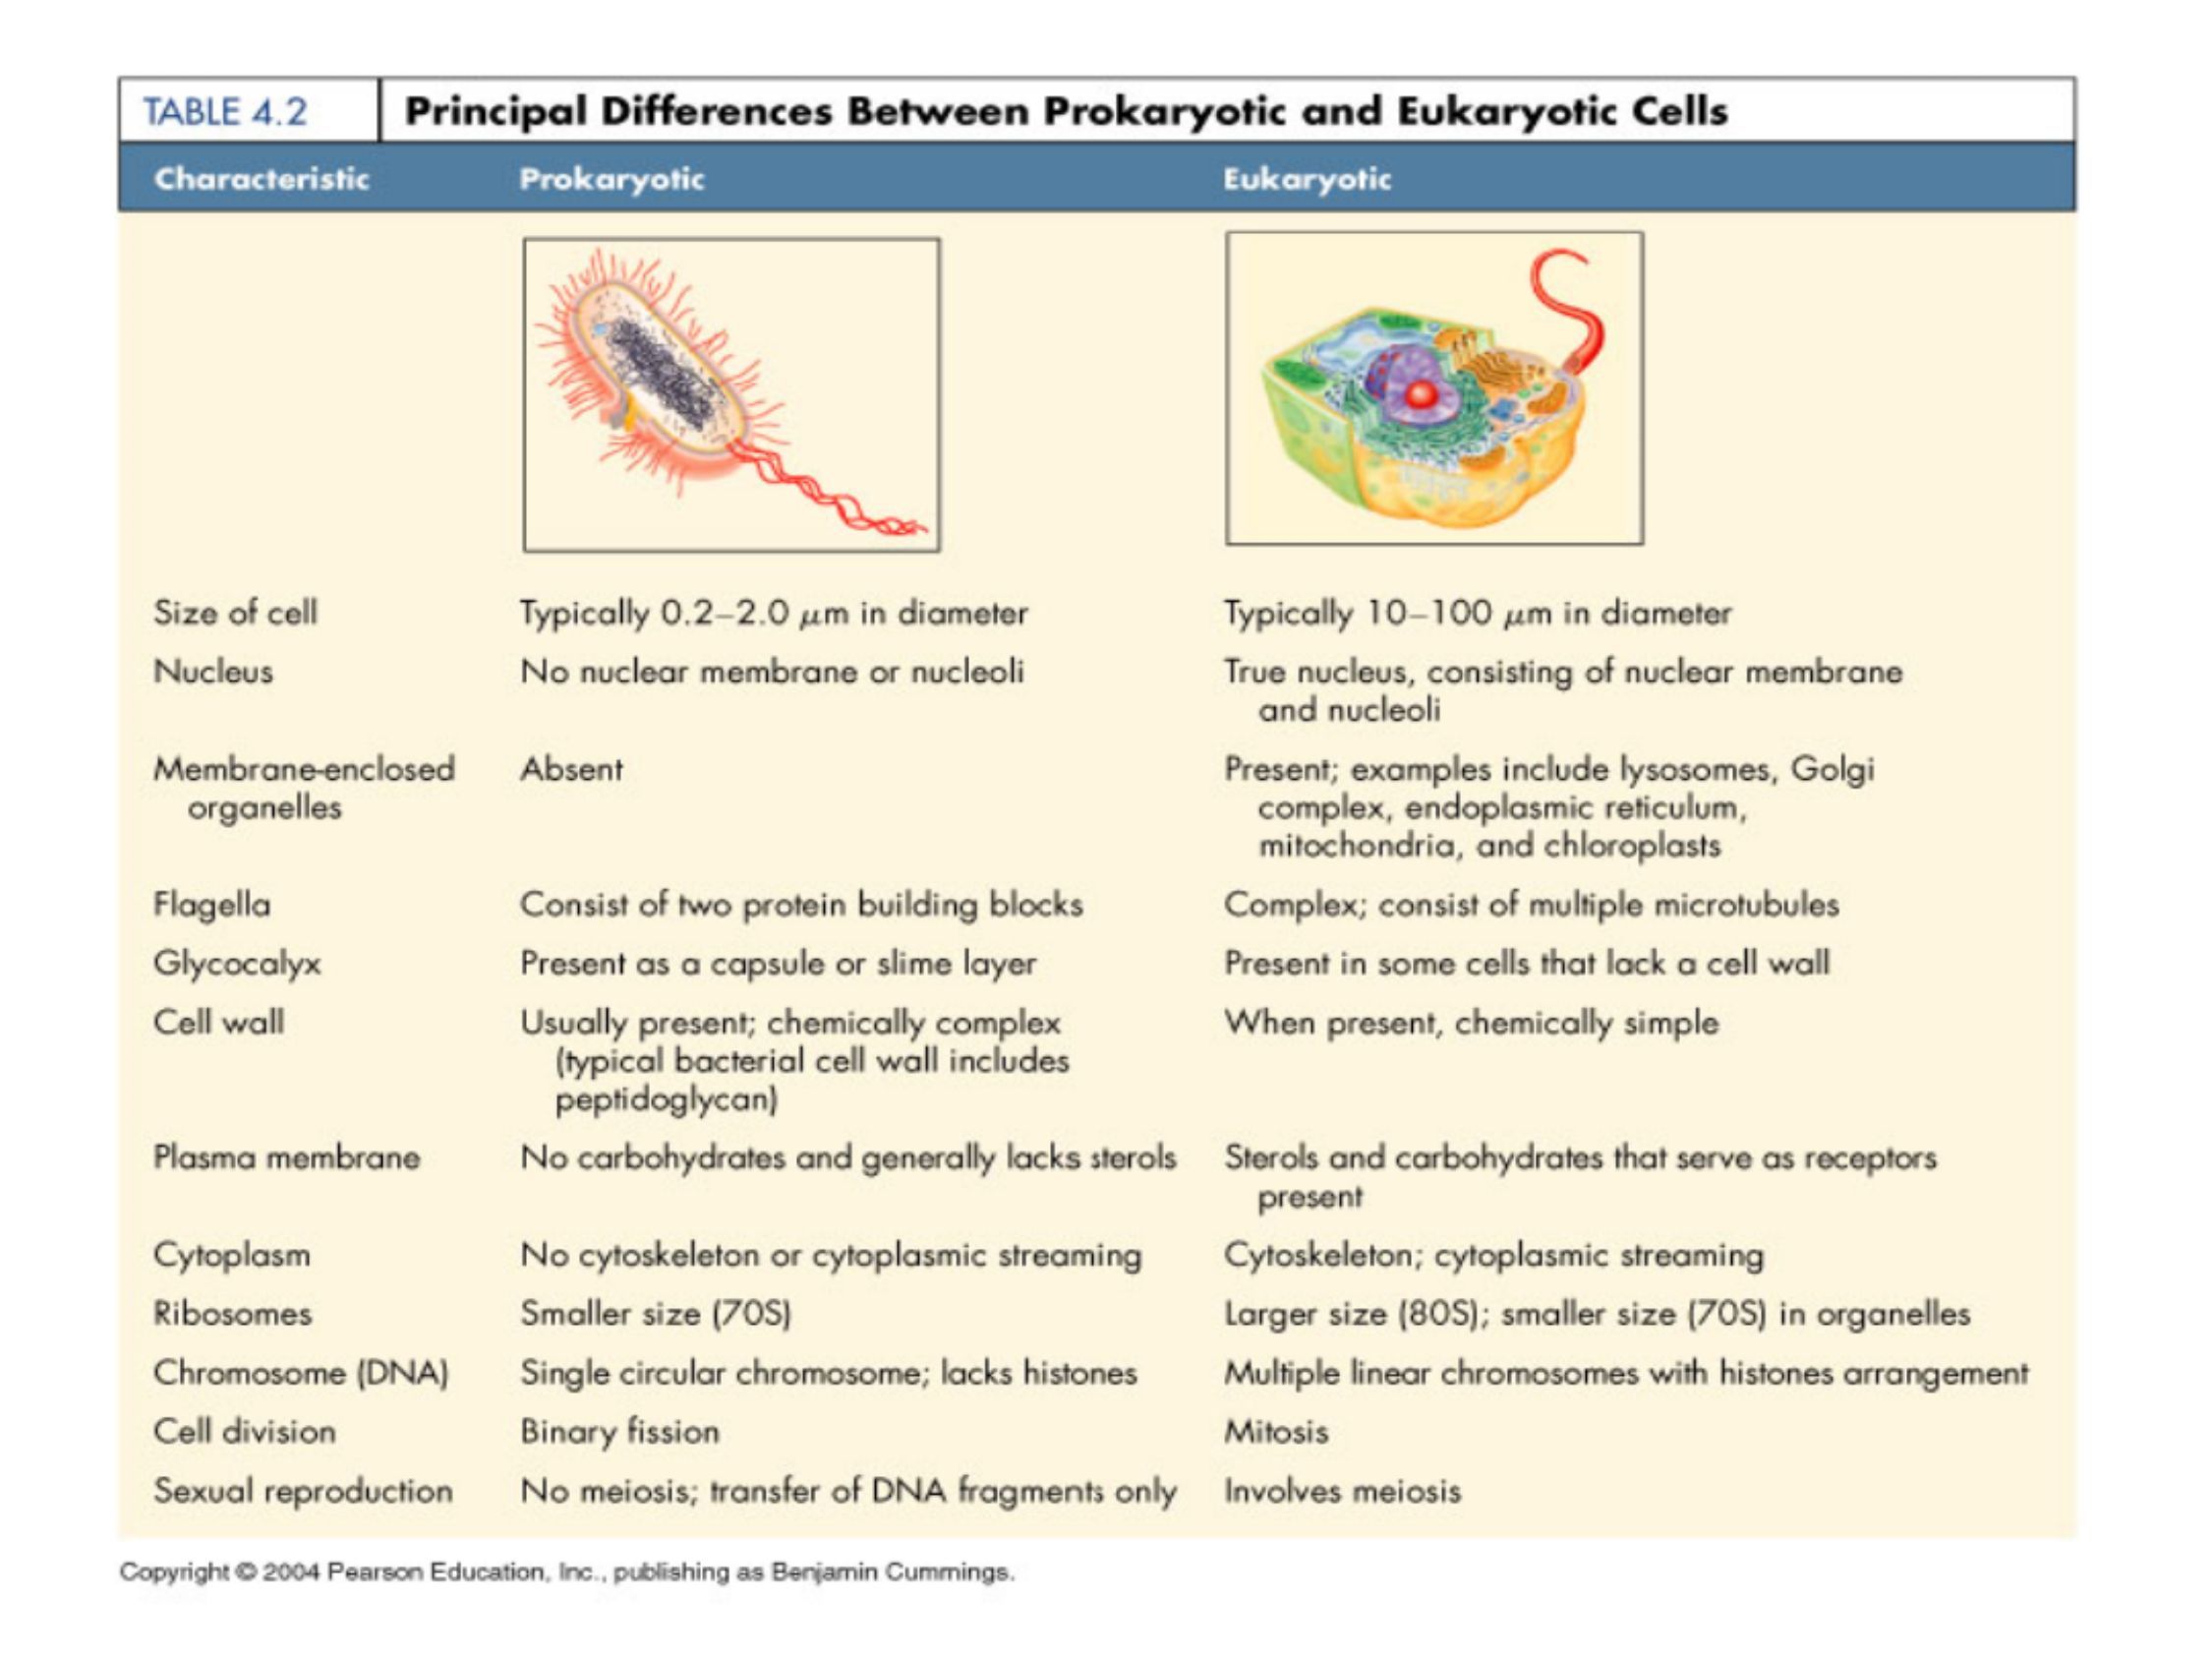 TABLE 4.2 Principal Differences Between Prokaryotic and Eukaryotic Cells
Characteristic Prokaryotic Eukaryotic
Size of cell Typically 0.2–2.0 μm in diameter Typically 10–100 μm in diameter
Nucleus No nuclear membrane or nucleoli True nucleus, consisting of nuclear membrane
and nucleoli
Membrane-enclosed Absent Present; examples include lysosomes, Golgi
organelles complex, endoplasmic reticulum,
mitochondria, and chloroplasts
Flagella Consist of two protein building blocks Complex; consist of multiple microtubules
Glycocalyx Present as a capsule or slime layer Present in some cells that lack a cell wall
Cell wall Usually present; chemically complex When present, chemically simple
(typical bacterial cell wall includes
peptidoglycan)
Plasma membrane No carbohydrates and generally lacks sterols Sterols and carbohydrates that serve as receptors
present
Cytoplasm No cytoskeleton or cytoplasmic streaming Cytoskeleton; cytoplasmic streaming
Ribosomes Smaller size (70S) Larger size (80S); smaller size (70S) in organelles
Chromosome (DNA) Single circular chromosome; lacks histones Multiple linear chromosomes with histones arrangement
Cell division Binary fission Mitosis
Sexual reproduction No meiosis; transfer of DNA fragments only Involves meiosis
Copyright © 2004 Pearson Education, Inc., publishing as Benjamin Cummings.